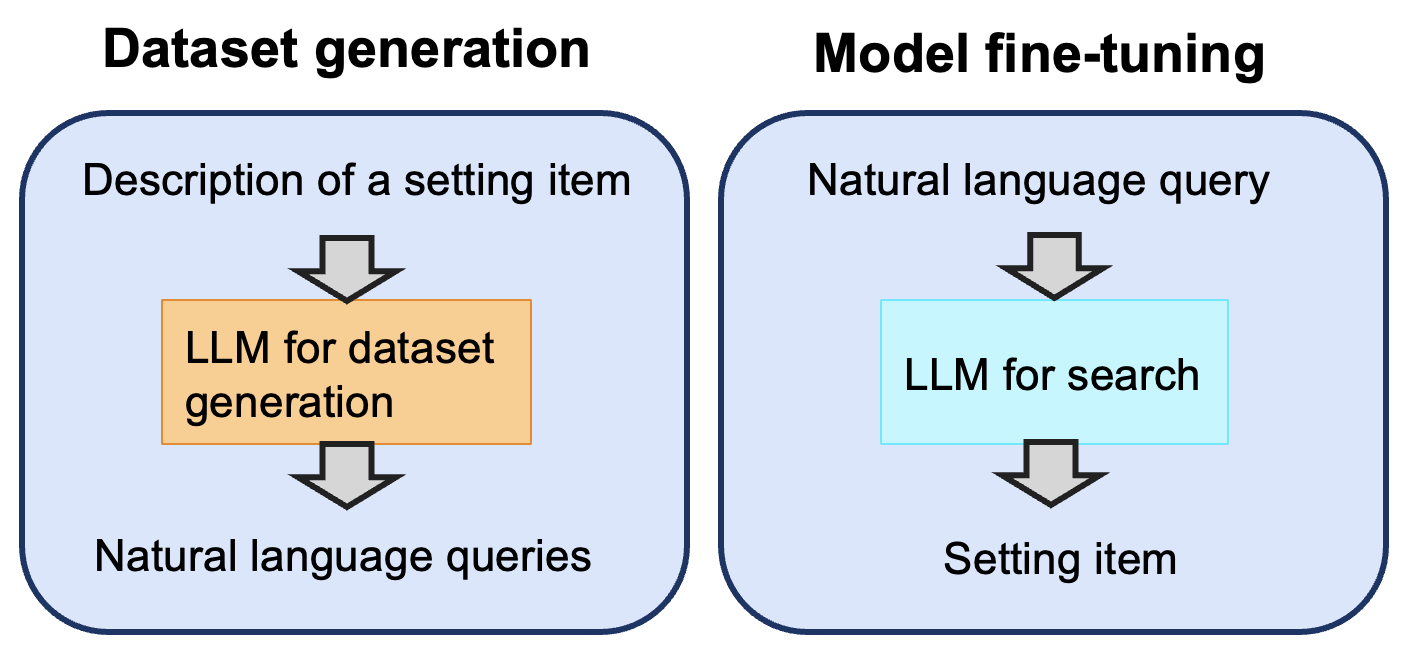 Dataset generation
Description of a setting item
LLM for dataset
generation
Natural language queries
Model fine-tuning
Natural language query
LLM for search
Setting item